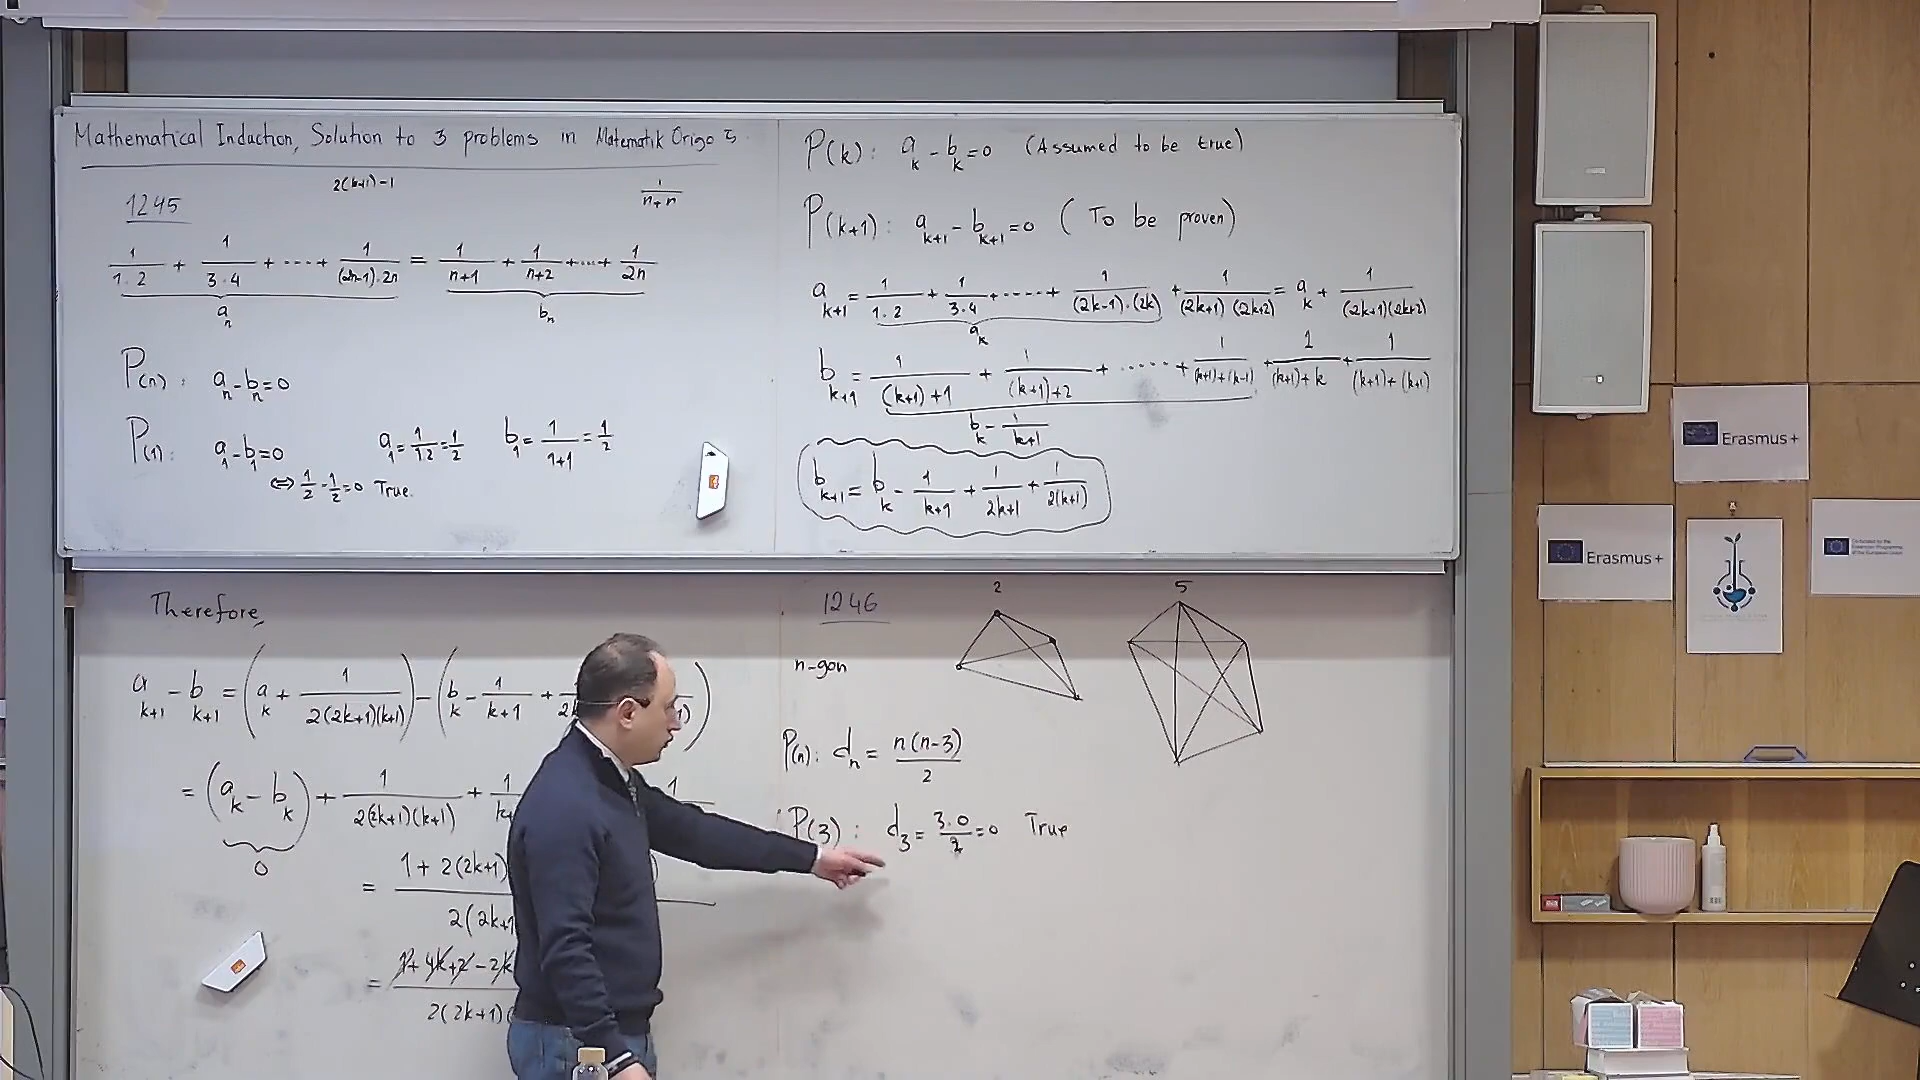 Mathematical Induction, Solution to 3 problems in Matematik Origo 5
2(k+1)-1
1/(n+n)
1245
1/(1·2) + 1/(3·4) + ····+ 1/((2n-1)·2n) = 1/(n+1) + 1/(n+2) +···+ 1/(2n)
a_n b_n
P(n): a_n - b_n = 0
P(1): a_1 - b_1 = 0 a_1 = 1/(1·2) = 1/2 b_1 = 1/(1+1) = 1/2
⇔ 1/2 - 1/2 = 0 True.
P(k): a_k - b_k = 0 (Assumed to be true)
P(k+1): a_{k+1} - b_{k+1} = 0 (To be proven)
a_{k+1} = 1/(1·2) + 1/(3·4) + ····· + 1/((2k-1)·(2k)) + 1/((2k+1)(2k+2)) = a_k + 1/((2k+1)(2k+2))
a_k
b_{k+1} = 1/((k+1)+1) + 1/((k+1)+2) + ····· + 1/((k+1)+(k-1)) + 1/((k+1)+k) + 1/((k+1)+(k+1))
b_k - 1/(k+1)
b_{k+1} = b_k - 1/(k+1) + 1/(2k+1) + 1/(2(k+1))
Therefore,
a_{k+1} - b_{k+1} = (a_k + 1/(2(2k+1)(k+1))) - (b_k - 1/(k+1) +
= (a_k - b_k) + 1/(2(2k+1)(k+1)) +
0
= 1 + 2(2k+1)
= 1+4k+2-2k
2(2k+1)
1246
2 5
n-gon
P(n): d_n = n(n-3)/2
P(3): d_3 = 3·0/2 = 0 True
Erasmus+
Erasmus+